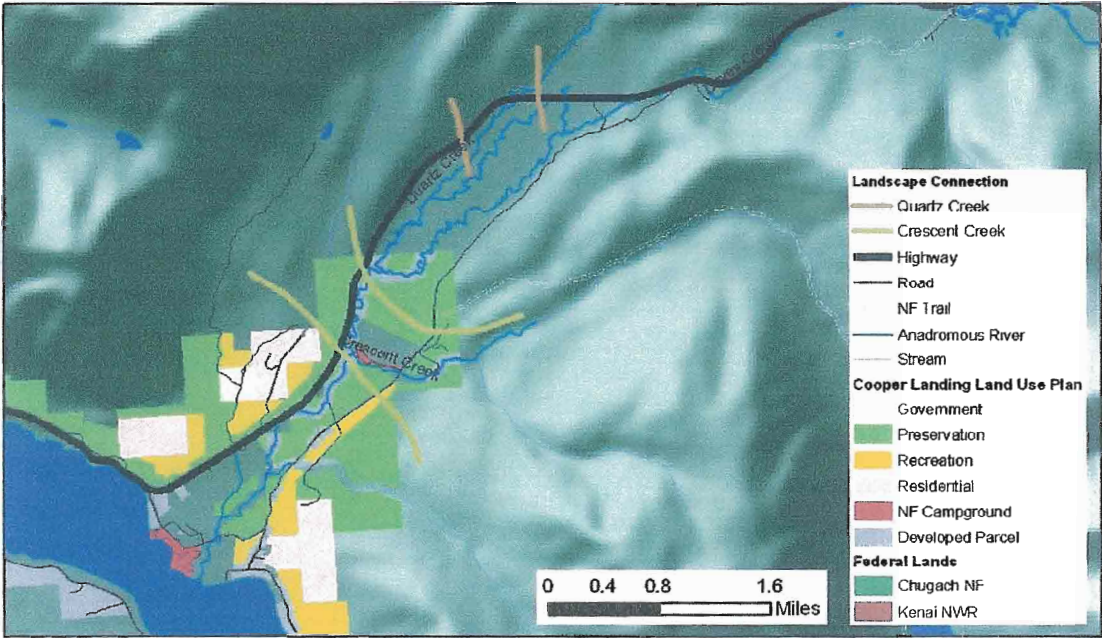 Quartz Creek
Crescent Creek
Landscape Connection
Quartz Creek
Crescent Creek
Highway
Road
NF Trail
Anadromous River
Stream
Cooper Landing Land Use Plan
Government
Preservation
Recreation
Residential
NF Campground
Developed Parcel
Federal Lands
Chugach NF
Kenai NWR
0 0.4 0.8 1.6
Miles